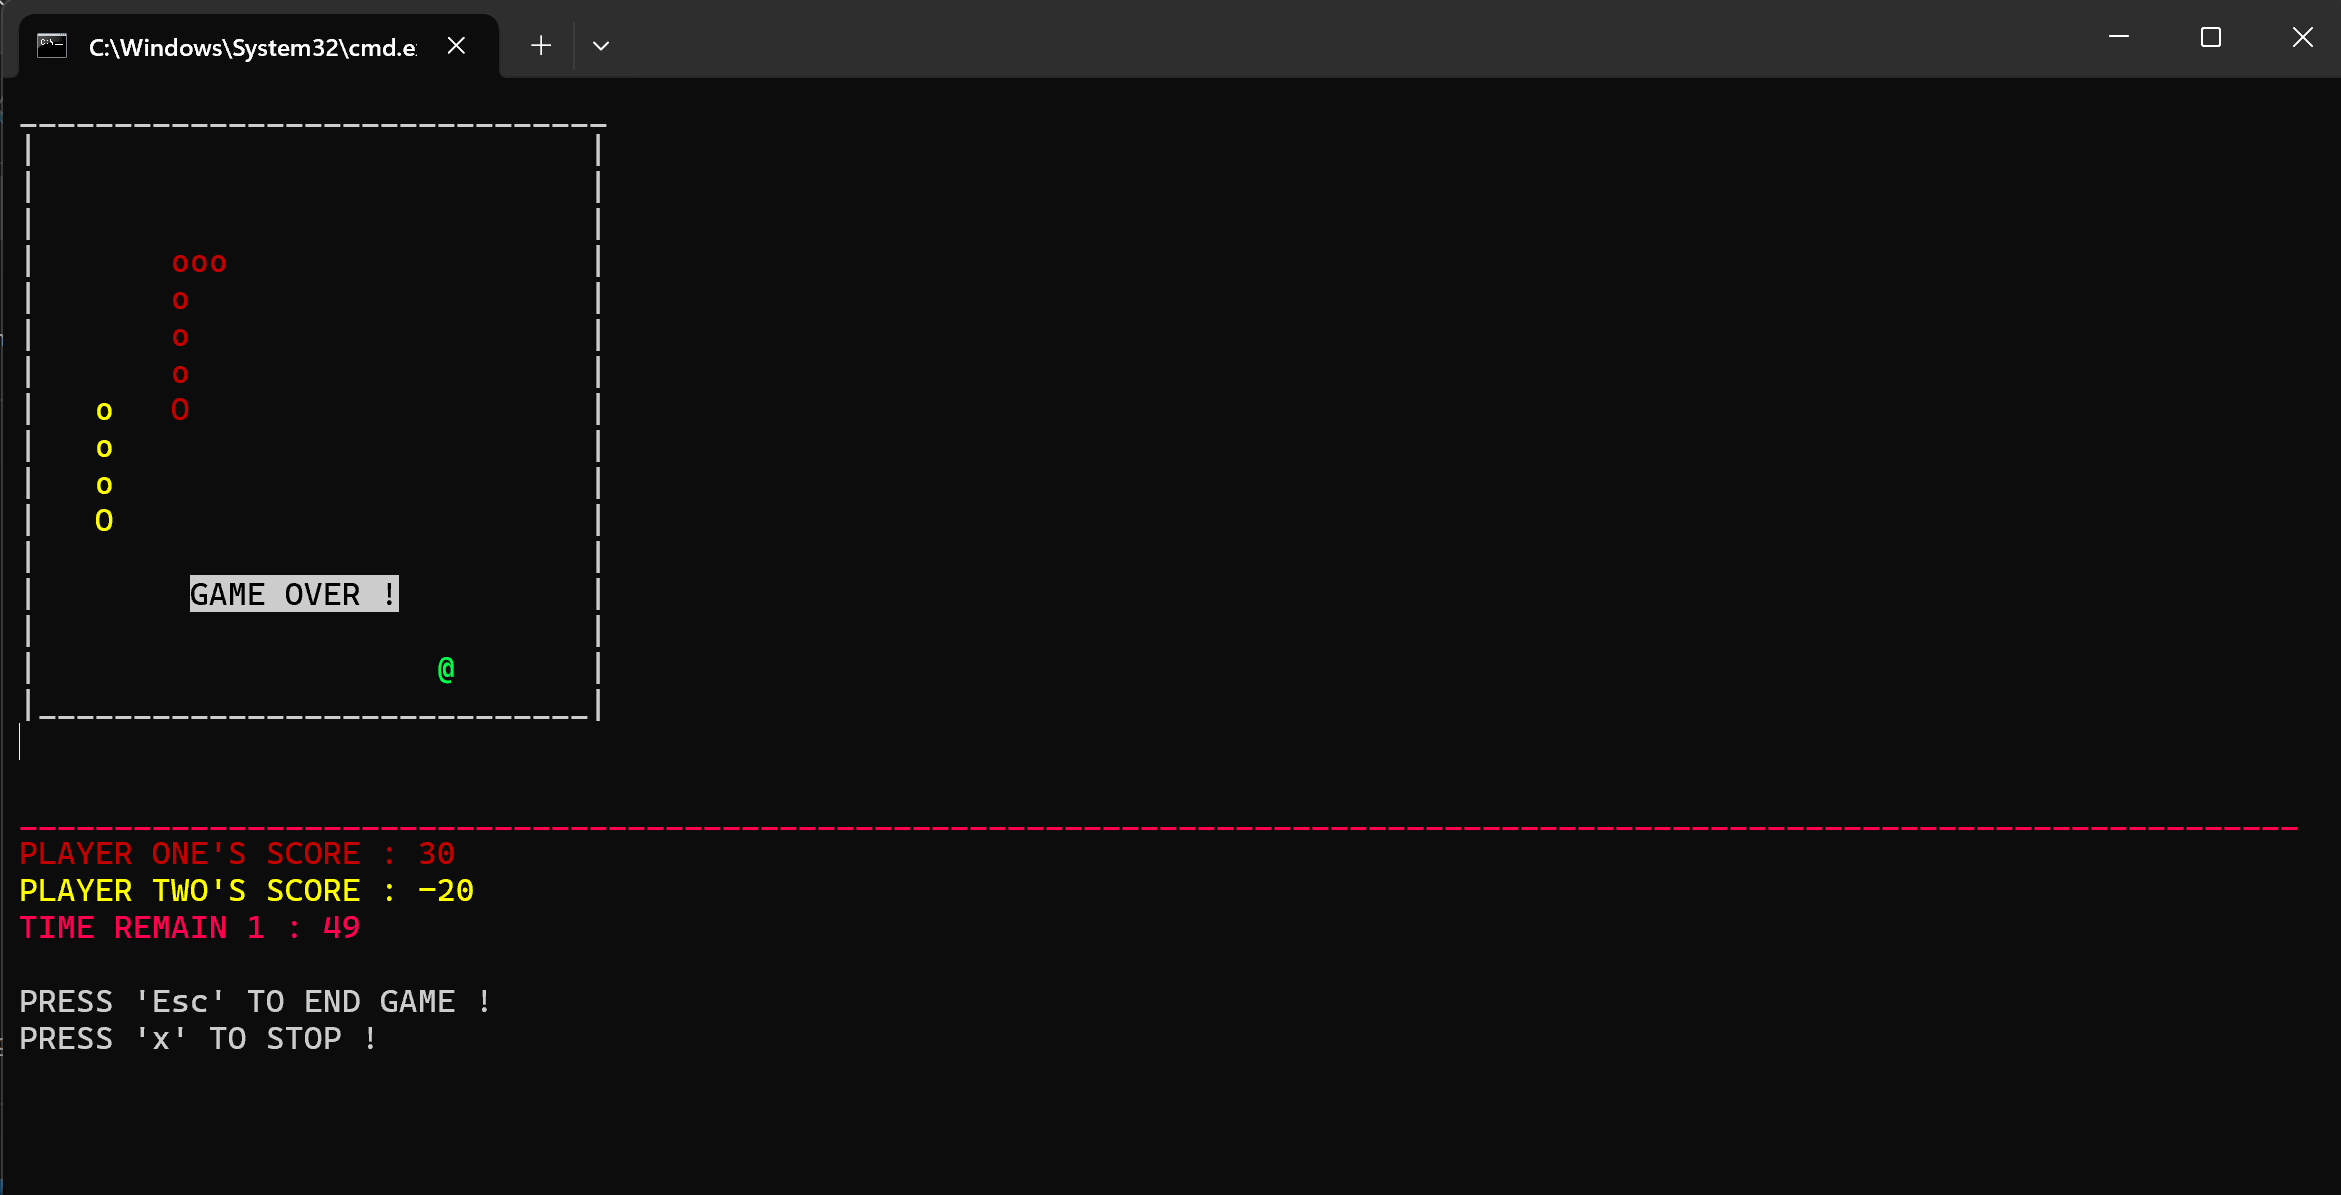 C:\Windows\System32\cmd.e
ooo
o
o
o
o O
o
o
O
GAME OVER !
@
PLAYER ONE'S SCORE : 30
PLAYER TWO'S SCORE : -20
TIME REMAIN 1 : 49
PRESS 'Esc' TO END GAME !
PRESS 'x' TO STOP !